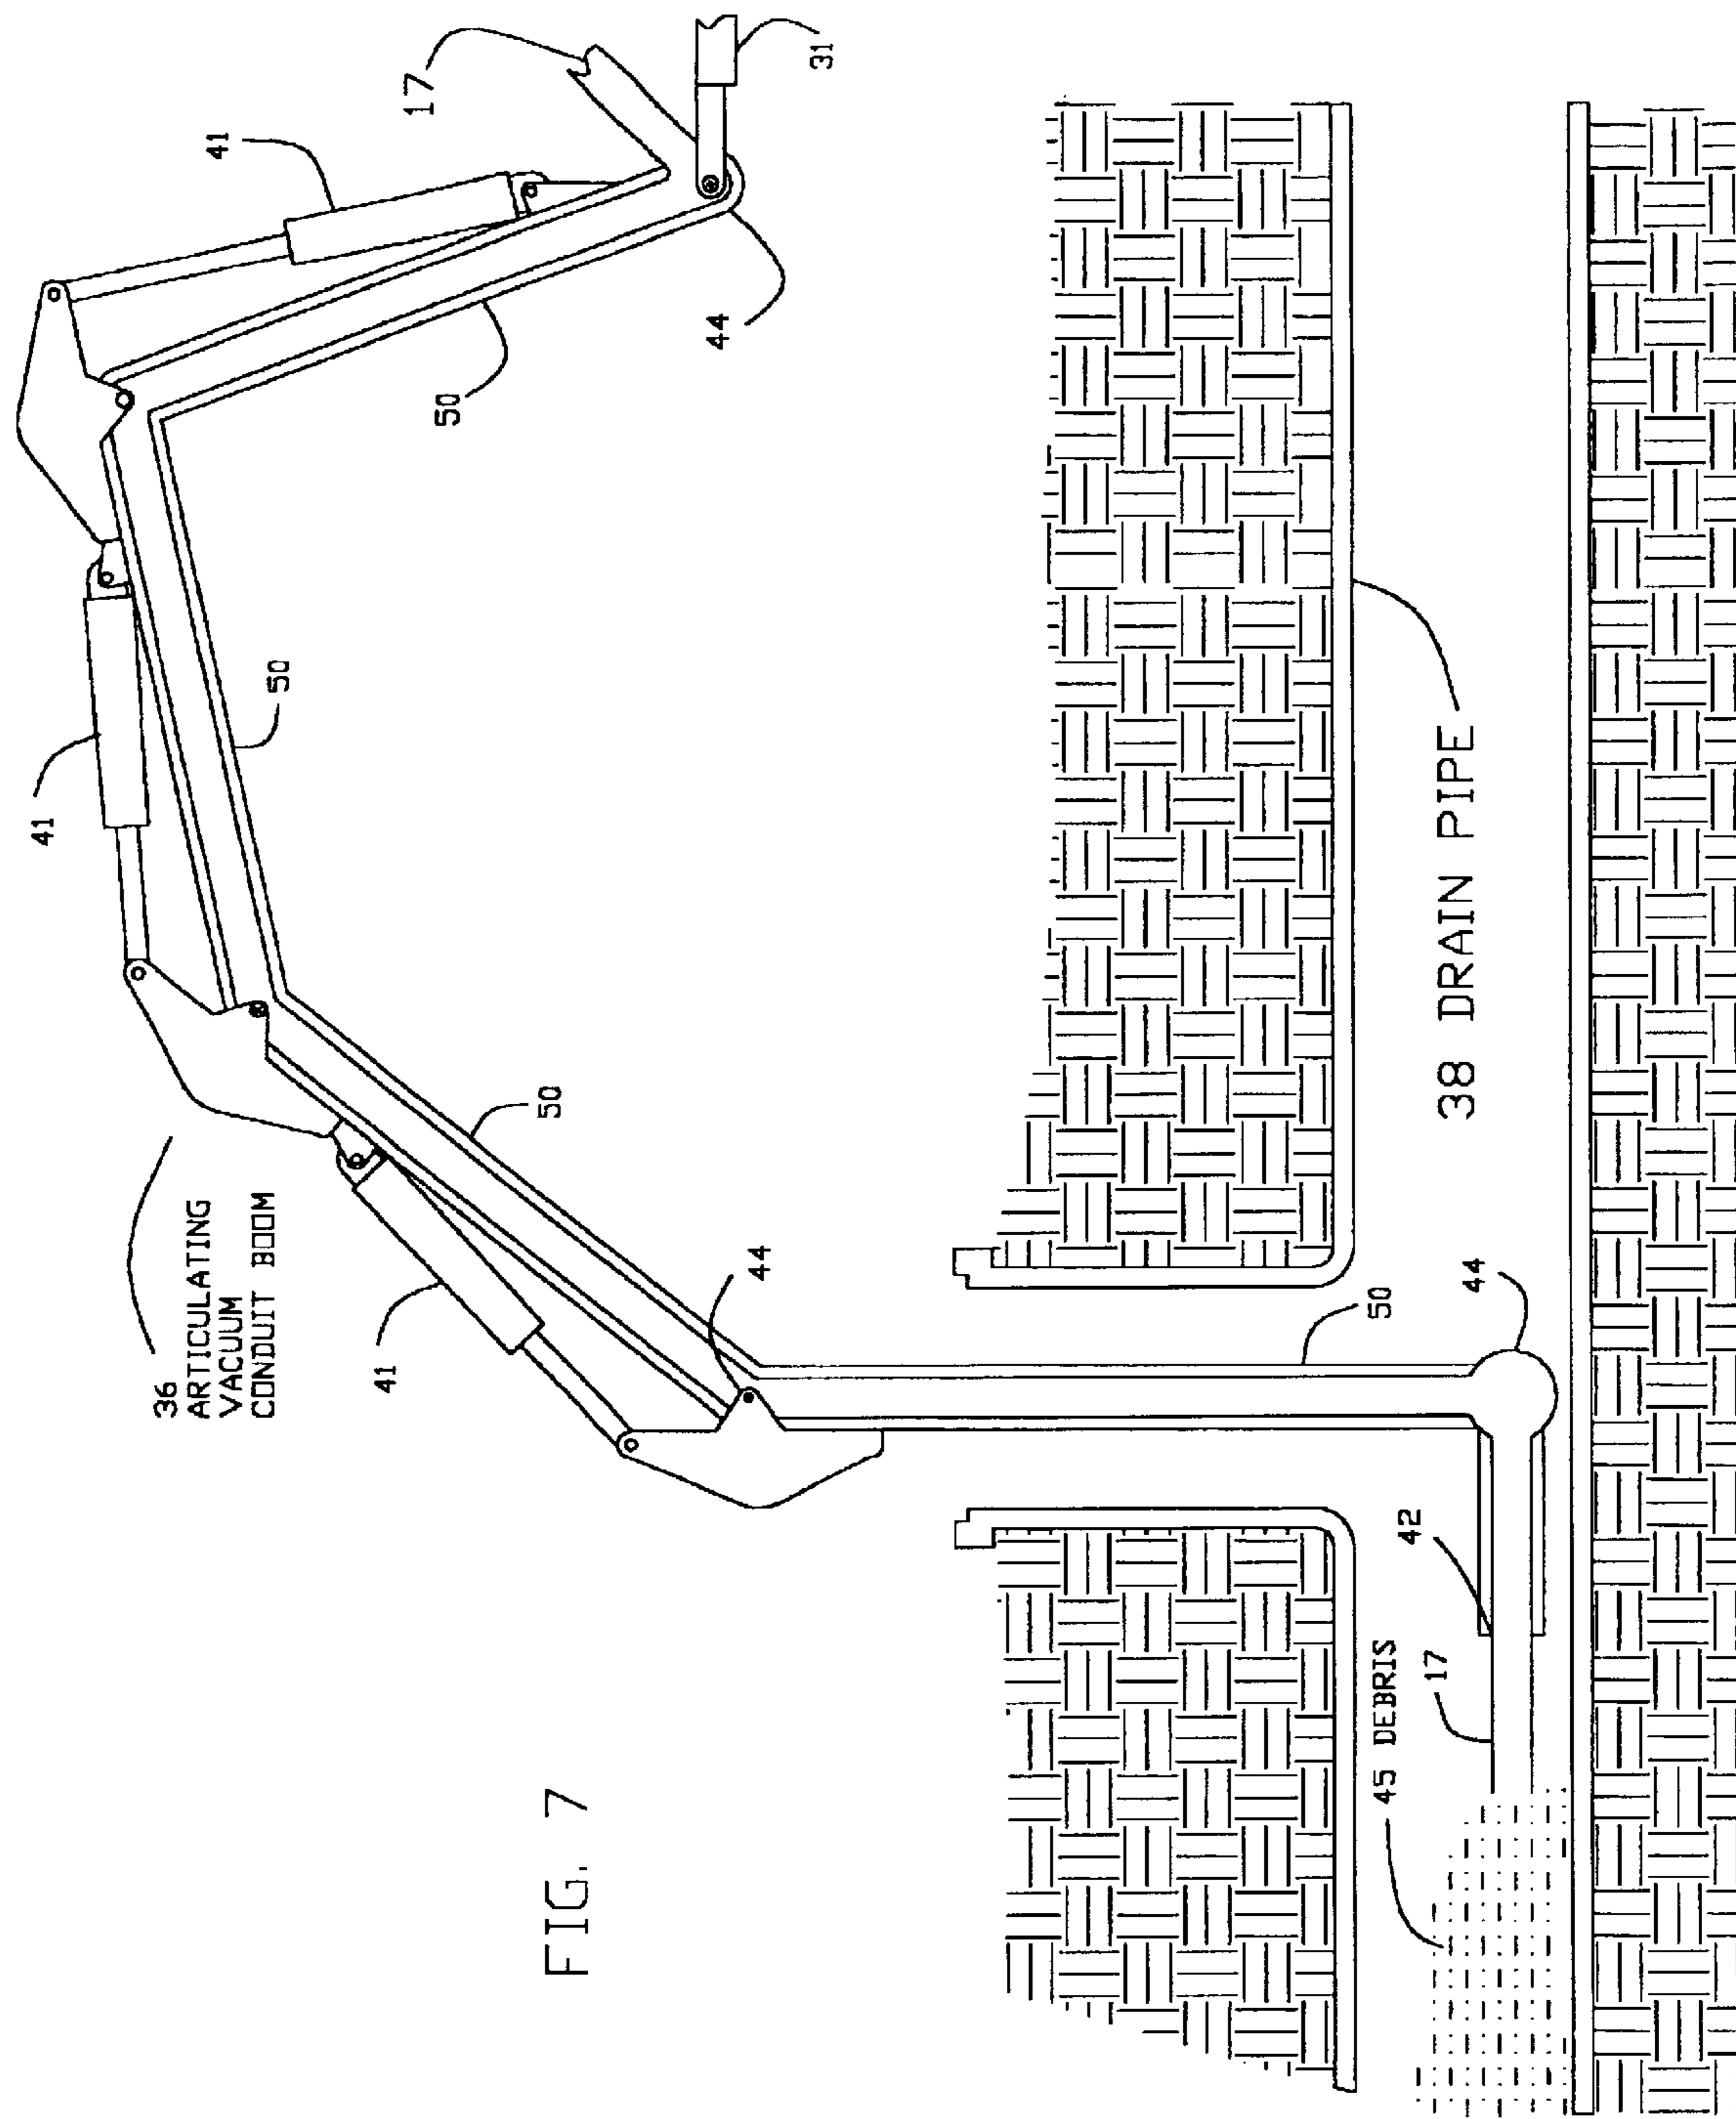 FIG. 7
36
ARTICULATING
VACUUM
CONDUIT BOOM
41
41
41
17
31
50
50
50
44
44
50
44
42
17
45 DEBRIS
38 DRAIN PIPE